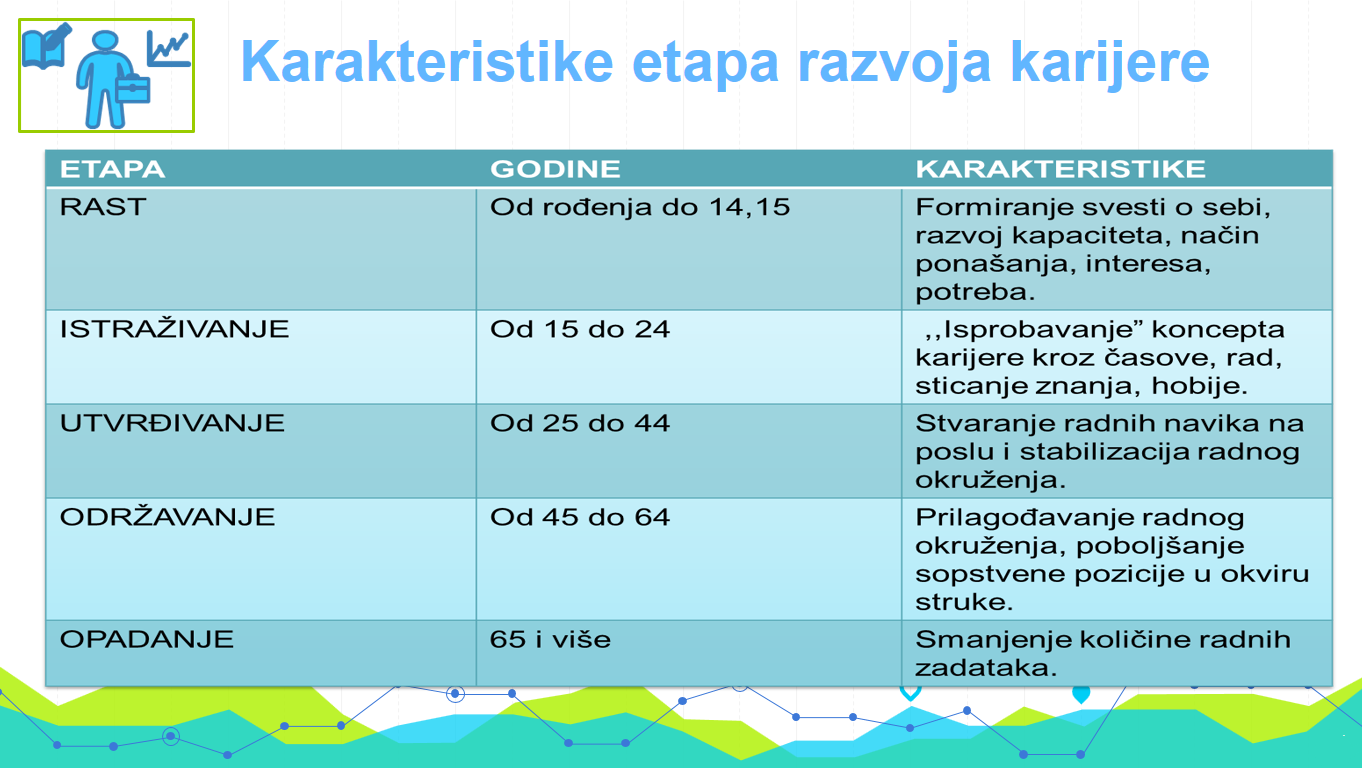 Karakteristike etapa razvoja karijere
ETAPA GODINE KARAKTERISTIKE
RAST Od rođenja do 14,15 Formiranje svesti o sebi,
razvoj kapaciteta, način
ponašanja, interesa,
potreba.
ISTRAŽIVANJE Od 15 do 24 ,,Isprobavanje” koncepta
karijere kroz časove, rad,
sticanje znanja, hobije.
UTVRĐIVANJE Od 25 do 44 Stvaranje radnih navika na
poslu i stabilizacija radnog
okruženja.
ODRŽAVANJE Od 45 do 64 Prilagođavanje radnog
okruženja, poboljšanje
sopstvene pozicije u okviru
struke.
OPADANJE 65 i više Smanjenje količine radnih
zadataka.